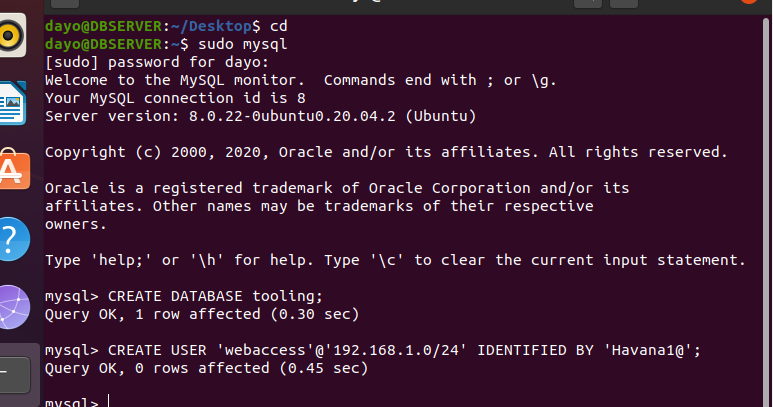 dayo@DBSERVER:~/Desktop$ cd
dayo@DBSERVER:~$ sudo mysql
[sudo] password for dayo:
Welcome to the MySQL monitor.  Commands end with ; or \g.
Your MySQL connection id is 8
Server version: 8.0.22-0ubuntu0.20.04.2 (Ubuntu)
Copyright (c) 2000, 2020, Oracle and/or its affiliates. All rights reserved.
Oracle is a registered trademark of Oracle Corporation and/or its
affiliates. Other names may be trademarks of their respective
owners.
Type 'help;' or '\h' for help. Type '\c' to clear the current input statement.
mysql> CREATE DATABASE tooling;
Query OK, 1 row affected (0.30 sec)
mysql> CREATE USER 'webaccess'@'192.168.1.0/24' IDENTIFIED BY 'Havana1@';
Query OK, 0 rows affected (0.45 sec)
mysql>